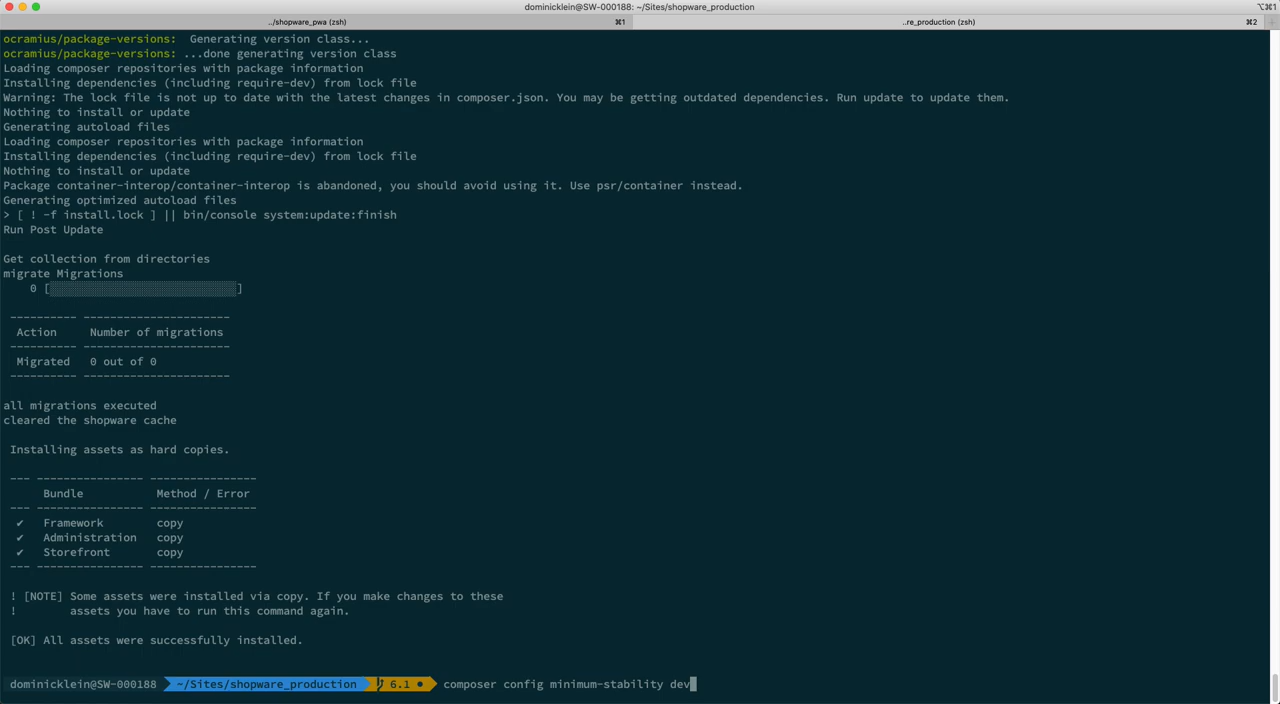 dominicklein@SW-000188: ~/Sites/shopware_production
⌥⌘1
../shopware_pwa (zsh)
⌘1
..re_production (zsh)
⌘2
ocramius/package-versions:  Generating version class...
ocramius/package-versions: ...done generating version class
Loading composer repositories with package information
Installing dependencies (including require-dev) from lock file
Warning: The lock file is not up to date with the latest changes in composer.json. You may be getting outdated dependencies. Run update to update them.
Nothing to install or update
Generating autoload files
Loading composer repositories with package information
Installing dependencies (including require-dev) from lock file
Nothing to install or update
Package container-interop/container-interop is abandoned, you should avoid using it. Use psr/container instead.
Generating optimized autoload files
> [ ! -f install.lock ] || bin/console system:update:finish
Run Post Update
Get collection from directories
migrate Migrations
0 [░░░░░░░░░░░░░░░░░░░░░░░░░░░░]
---------- ----------------------
Action Number of migrations
---------- ----------------------
Migrated 0 out of 0
---------- ----------------------
all migrations executed
cleared the shopware cache
Installing assets as hard copies.
--- ---------------- ----------------
Bundle Method / Error
--- ---------------- ----------------
✔ Framework copy
✔ Administration copy
✔ Storefront copy
--- ---------------- ----------------
! [NOTE] Some assets were installed via copy. If you make changes to these
! assets you have to run this command again.
[OK] All assets were successfully installed.
dominicklein@SW-000188 ~/Sites/shopware_production 6.1 ● composer config minimum-stability dev